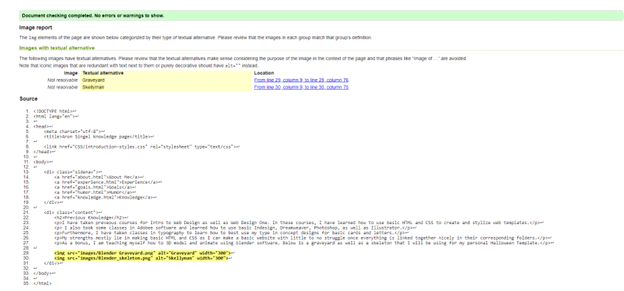 Document checking completed. No errors or warnings to show.
Image report
The img elements of the page are shown below categorized by their type of textual alternative. Please review that the images in each group match that group's definition.
Images with textual alternative
The following images have textual alternatives. Please review that the textual alternatives make sense considering the purpose of the image in the context of the page and that phrases like "image of ..." are avoided.
Note that iconic images that are redundant with text next to them or purely decorative should have alt="" instead.
Image Textual alternative Location
Not resolvable Graveyard From line 29, column 9; to line 29, column 76
Not resolvable Skellyman From line 30, column 9; to line 30, column 75
Source
1. <!DOCTYPE html>↩
2. <html lang="en">↩
3. ↩
4. <head>↩
5. <meta charset="utf-8">↩
6. <title>Aron Singel Knowledge page</title>↩
7. ↩
8. <link href="CSS/introduction-styles.css" rel="stylesheet" type="text/css">↩
9. </head>↩
10. ↩
11. <body>↩
12. ↩
13. <div class="sidenav">↩
14. <a href="about.html">About Me</a>↩
15. <a href="experience.html">Experience</a>↩
16. <a href="goals.html">Goals</a>↩
17. <a href="humor.html">Humor</a>↩
18. <a href="knowledge.html">Knowledge</a>↩
19. </div>↩
20. ↩
21. <div class="content">↩
22. <h2>Previous Knowledge</h2>↩
23. <p>I have taken previous courses for Intro to Web Design as well as Web Design One. In these courses, I have learned how to use basic HTML and CSS to create and stylize web templates.</p>↩
24. <p>I also took some classes in Adobe software and learned how to use basic Indesign, Dreamweaver, Photoshop, as well as Illustrator.</p>↩
25. <p>Furthermore, I have taken classes in typography to learn how to best use my type in concept designs for basic cards and letters.</p>↩
26. <p>My strengths mostly lie in making basic HTML and CSS as I can make a basic website with little to no struggle once everything is linked together nicely in their corresponding folders.</p>↩
27. <p>As a bonus, I am teaching myself how to 3D model and animate using blender software. Below is a graveyard as well as a skeleton that I will be using for my personal Halloween Template.</p>↩
28. ↩
29. <img src="images/Blender Graveyard.png" alt="Graveyard" width="300">↩
30. <img src="images/Blender_skeleton.png" alt="Skellyman" width="300">↩
31. </div>↩
32. ↩
33. </body>↩
34. ↩
35. </html>